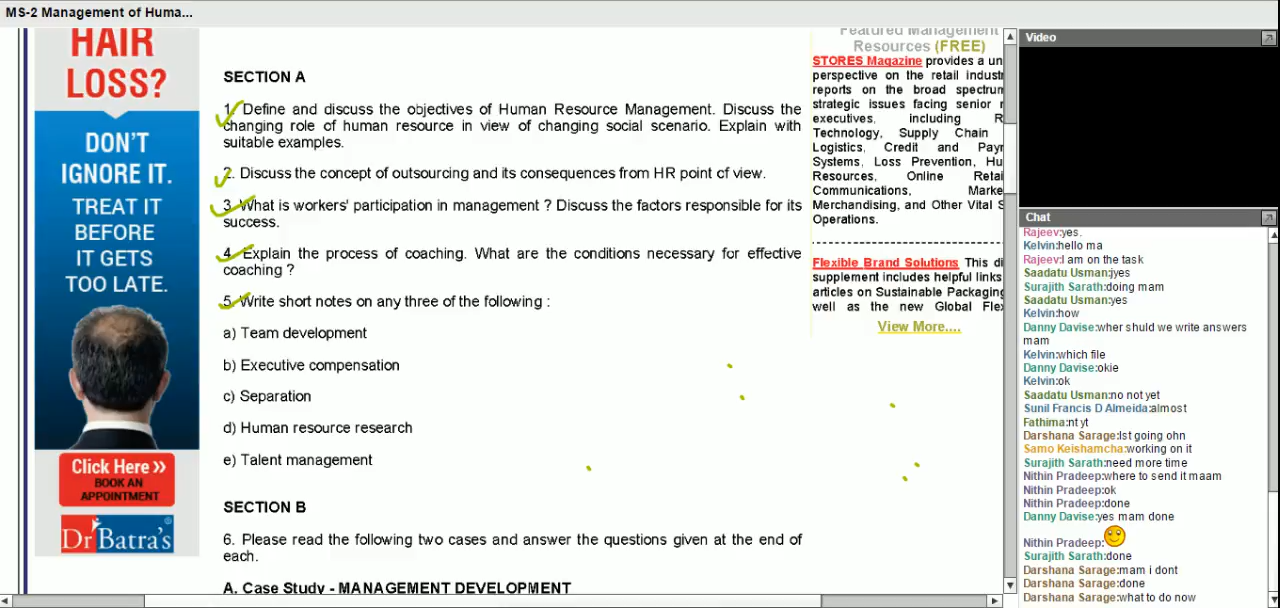 MS-2 Management of Huma...
HAIR
LOSS?
DON'T
IGNORE IT.
TREAT IT
BEFORE
IT GETS
TOO LATE.
Click Here >>
BOOK AN
APPOINTMENT
Dr Batra's®
SECTION A
1. Define and discuss the objectives of Human Resource Management. Discuss the
changing role of human resource in view of changing social scenario. Explain with
suitable examples.
2. Discuss the concept of outsourcing and its consequences from HR point of view.
3. What is workers' participation in management ? Discuss the factors responsible for its
success.
4. Explain the process of coaching. What are the conditions necessary for effective
coaching ?
5. Write short notes on any three of the following :
a) Team development
b) Executive compensation
c) Separation
d) Human resource research
e) Talent management
SECTION B
6. Please read the following two cases and answer the questions given at the end of
each.
A. Case Study - MANAGEMENT DEVELOPMENT
Featured Management
Resources (FREE)
STORES Magazine provides a un
perspective on the retail indust
reports on the broad spectrum
strategic issues facing senior r
executives, including R
Technology, Supply Chain
Logistics, Credit and Payr
Systems, Loss Prevention, Hu
Resources, Online Retai
Communications, Marke
Merchandising, and Other Vital S
Operations.
Flexible Brand Solutions This di
supplement includes helpful links
articles on Sustainable Packaging
well as the new Global Flex
View More....
Video
Chat
Rajeev:yes.
Kelvin:hello ma
Rajeev:I am on the task
Saadatu Usman:jyes
Surajith Sarath:doing mam
Saadatu Usman:yes
Kelvin:how
Danny Davise:wher shuld we write answers
mam
Kelvin:which file
Danny Davise:okie
Kelvin:ok
Saadatu Usman:no not yet
Sunil Francis D Almeida:almost
Fathima:nt yt
Darshana Sarage:Ist going ohn
Samo Keishamcha:working on it
Surajith Sarath:need more time
Nithin Pradeep:where to send it maam
Nithin Pradeep:ok
Nithin Pradeep:done
Danny Davise:yes mam done
Nithin Pradeep:
Surajith Sarath:done
Darshana Sarage:mam i dont
Darshana Sarage:done
Darshana Sarage:what to do now